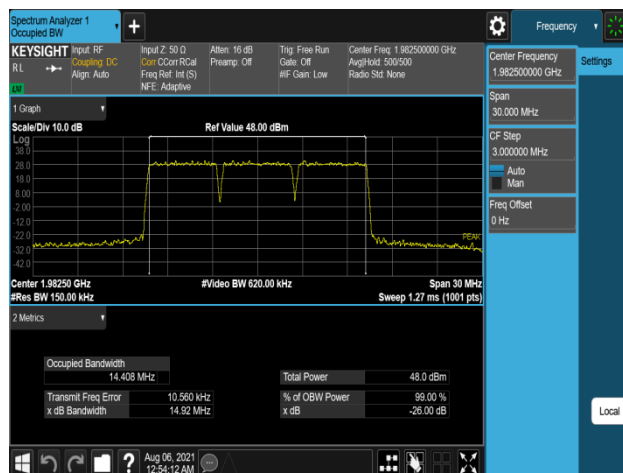 Spectrum Analyzer 1
Occupied BW
+
Frequency
KEYSIGHT
RL
LNI
Input: RF
Coupling: DC
Align: Auto
Input Z: 50 Ω
Corr CCorr RCal
Freq Ref: Int (S)
NFE: Adaptive
Atten: 16 dB
Preamp: Off
Trig: Free Run
Gate: Off
#IF Gain: Low
Center Freq: 1.982500000 GHz
Avg|Hold: 500/500
Radio Std: None
Center Frequency
1.982500000 GHz
Settings
Span
30.000 MHz
CF Step
3.000000 MHz
Auto
Man
Freq Offset
0 Hz
1 Graph
Scale/Div 10.0 dB
Ref Value 48.00 dBm
Log
38.0
28.0
18.0
8.00
-2.00
-12.0
-22.0
-32.0
-42.0
PEAK
Center 1.98250 GHz
#Video BW 620.00 kHz
Span 30 MHz
#Res BW 150.00 kHz
Sweep 1.27 ms (1001 pts)
2 Metrics
Occupied Bandwidth
14.408 MHz
Total Power
48.0 dBm
Transmit Freq Error
10.560 kHz
% of OBW Power
99.00 %
x dB Bandwidth
14.92 MHz
x dB
-26.00 dB
Local
?
Aug 06, 2021
12:54:12 AM